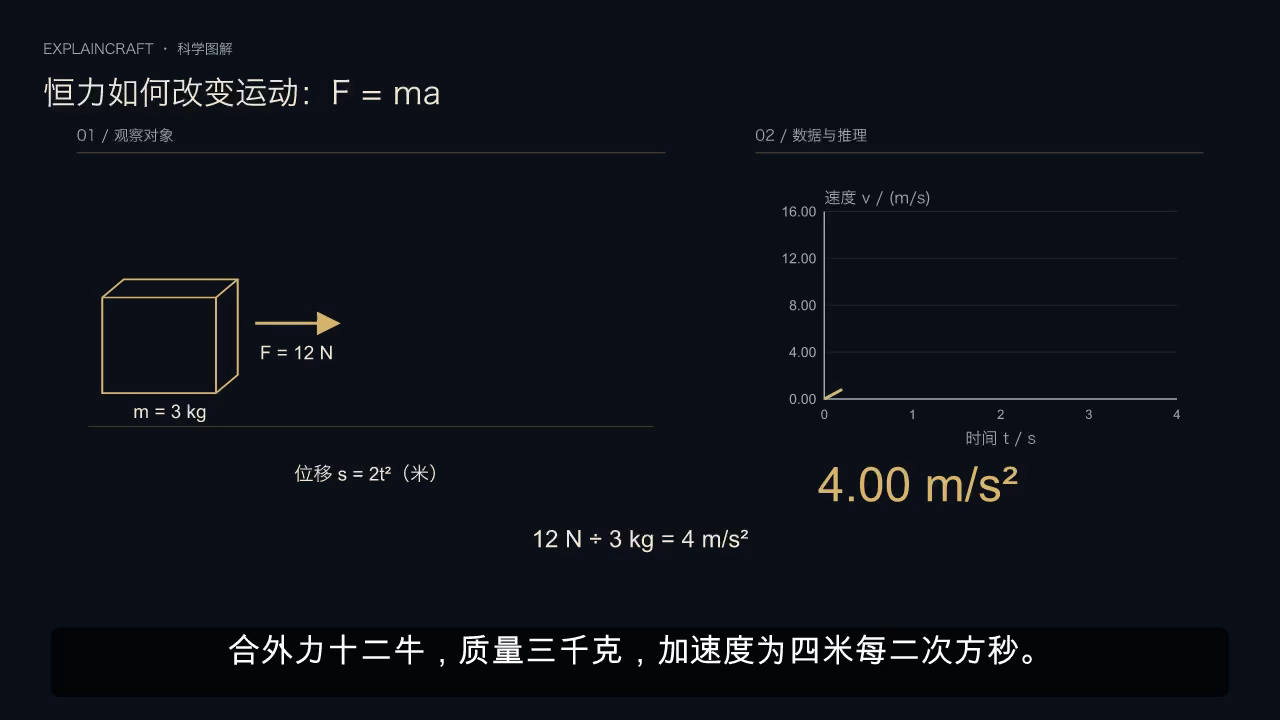 EXPLAINCRAFT · 科学图解
恒力如何改变运动：F = ma
01 / 观察对象
F = 12 N
m = 3 kg
位移 s = 2t²（米）
02 / 数据与推理
速度 v / (m/s)
16.00
12.00
8.00
4.00
0.00
0 1 2 3 4
时间 t / s
4.00 m/s²
12 N ÷ 3 kg = 4 m/s²
合外力十二牛，质量三千克，加速度为四米每二次方秒。